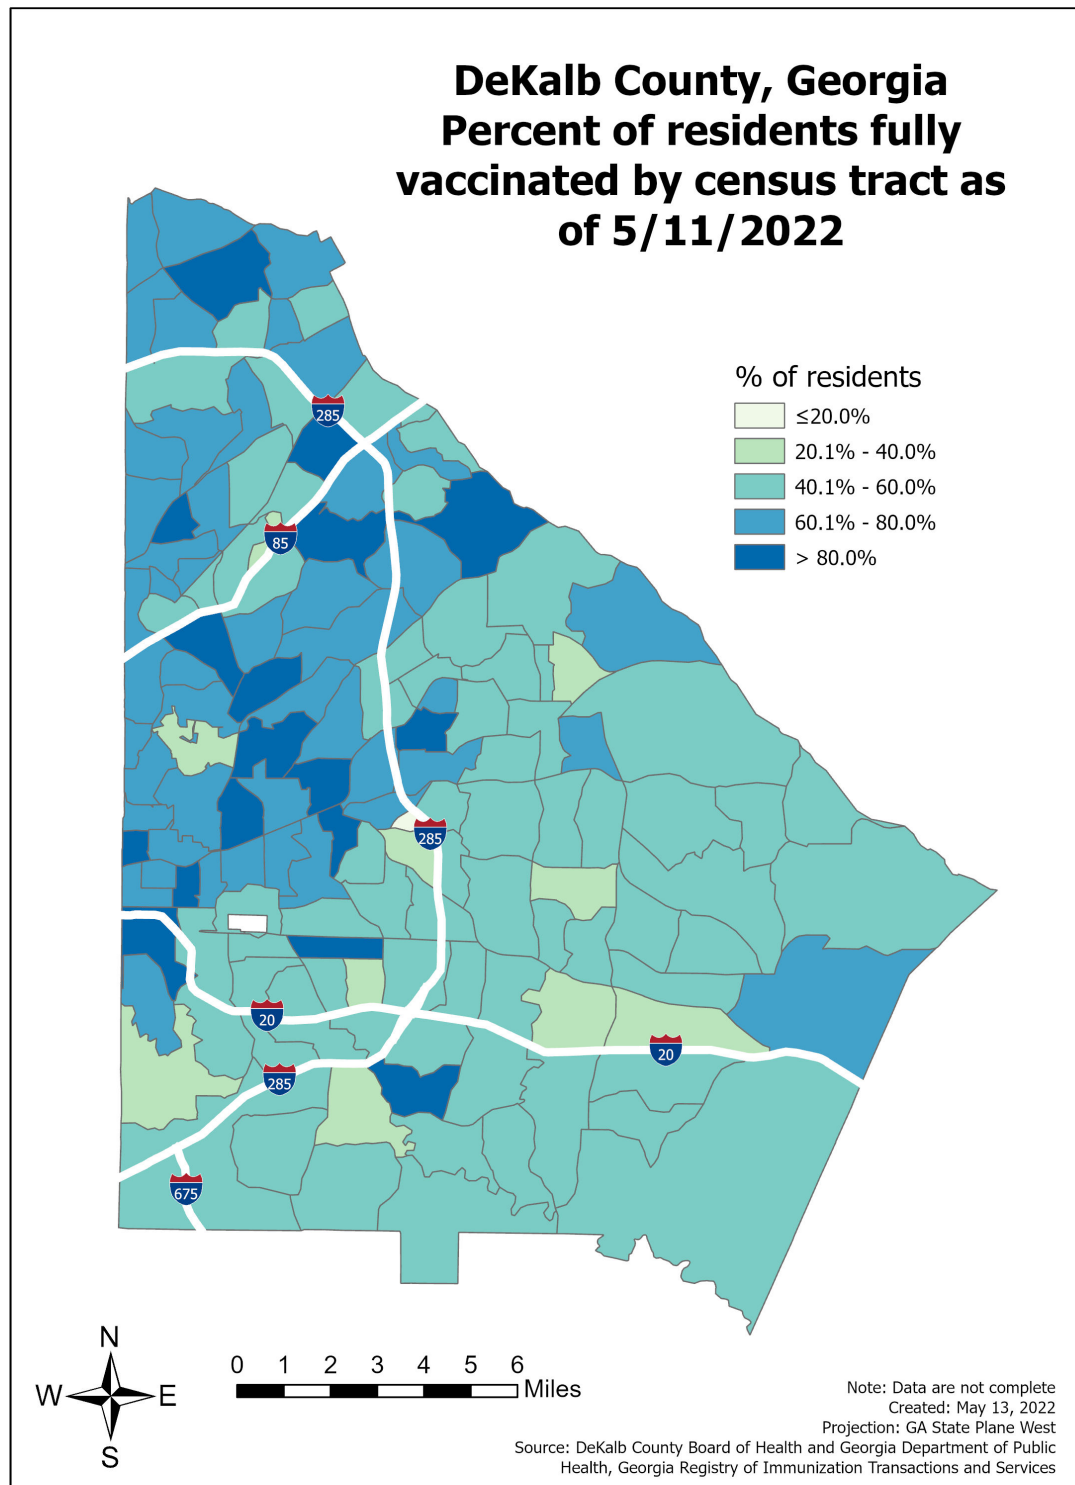 DeKalb County, Georgia
Percent of residents fully
vaccinated by census tract as
of 5/11/2022
% of residents
≤20.0%
20.1% - 40.0%
40.1% - 60.0%
60.1% - 80.0%
> 80.0%
285
85
285
20
20
285
675
N
W E
S
0 1 2 3 4 5 6
Miles
Note: Data are not complete
Created: May 13, 2022
Projection: GA State Plane West
Source: DeKalb County Board of Health and Georgia Department of Public
Health, Georgia Registry of Immunization Transactions and Services